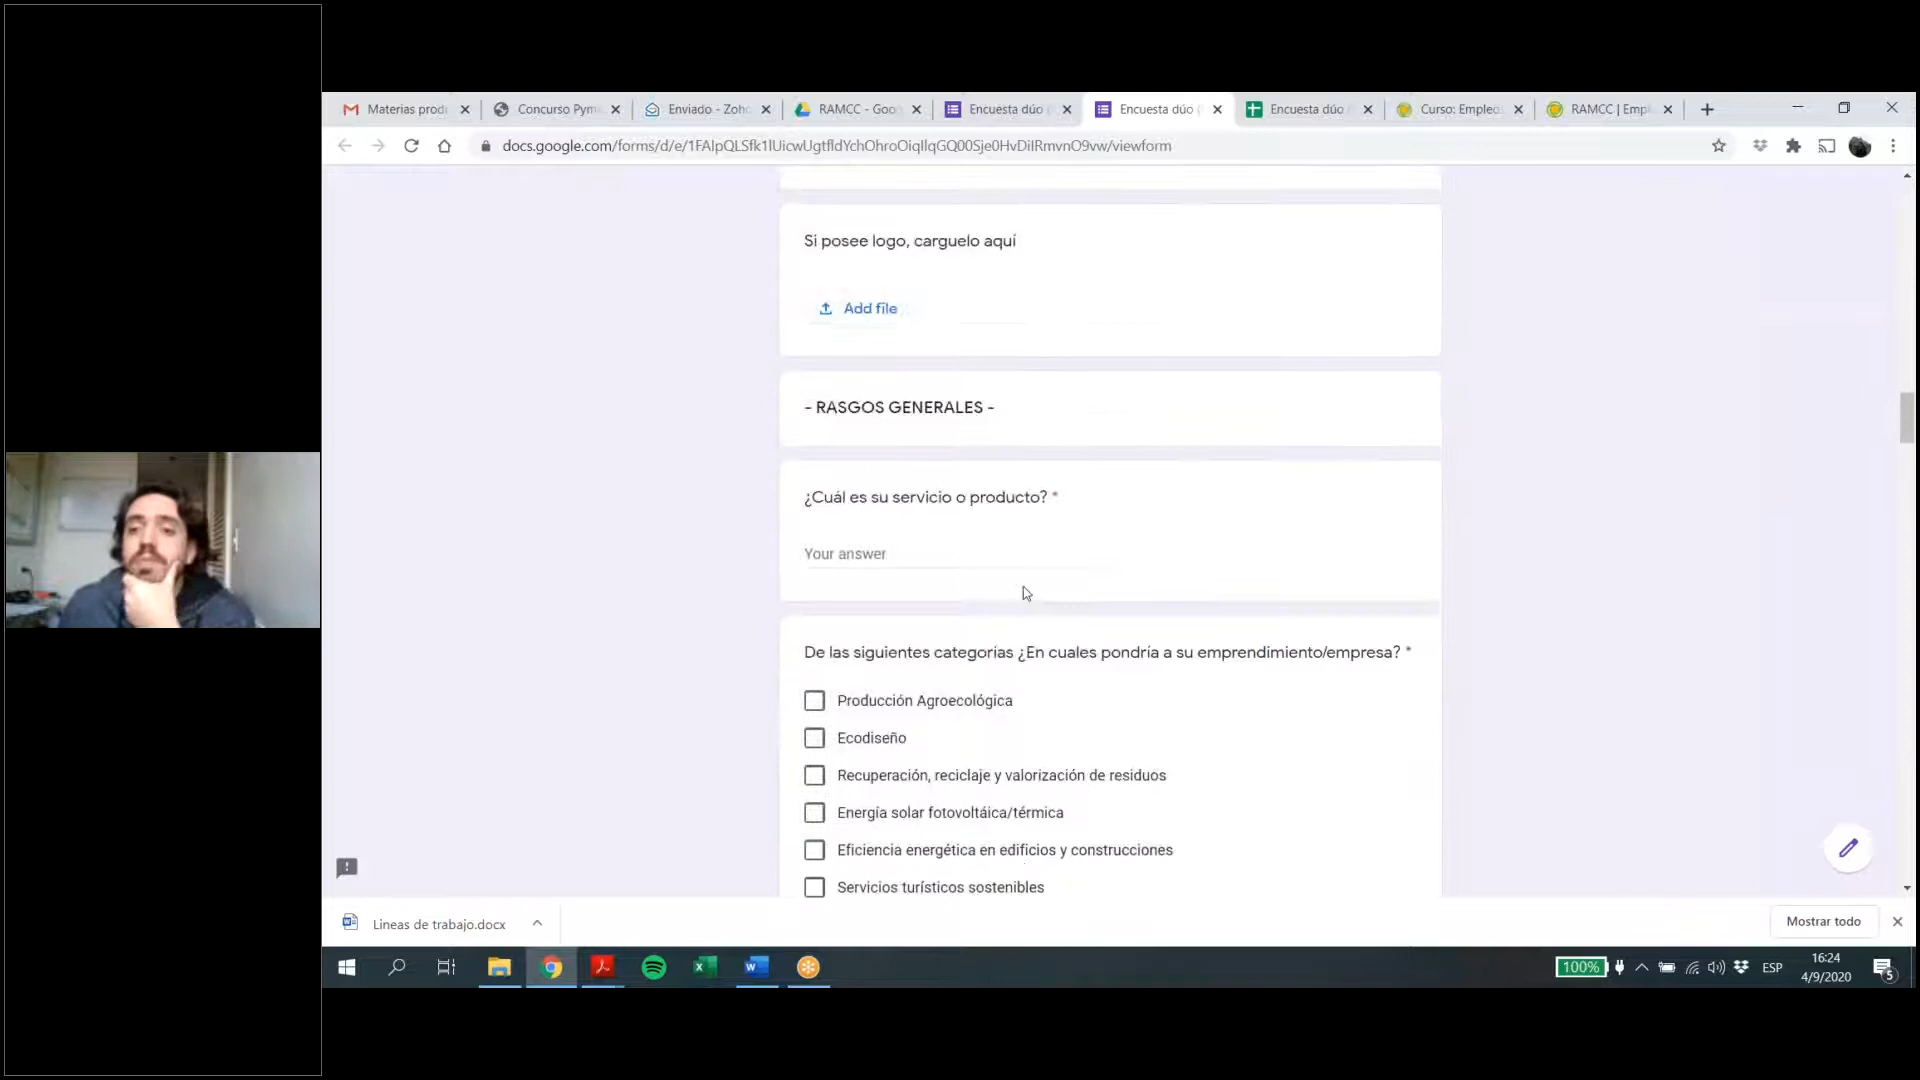 Materias prod
Concurso Pym
Enviado - Zoh
RAMCC - Goo
Encuesta dúo
Encuesta dúo (
Encuesta dúo
Curso: Empleo
RAMCC | Empl
docs.google.com/forms/d/e/1FAIpQLSfk1lUicwUgtfldYchOhroOiqIlqGQ00Sje0HvDilRmvnO9vw/viewform
Si posee logo, carguelo aquí
Add file
- RASGOS GENERALES -
¿Cuál es su servicio o producto? *
Your answer
De las siguientes categorías ¿En cuales pondría a su emprendimiento/empresa? *
Producción Agroecológica
Ecodiseño
Recuperación, reciclaje y valorización de residuos
Energía solar fotovoltáica/térmica
Eficiencia energética en edificios y construcciones
Servicios turísticos sostenibles
Lineas de trabajo.docx
Mostrar todo
100%
ESP
16:24
4/9/2020
5